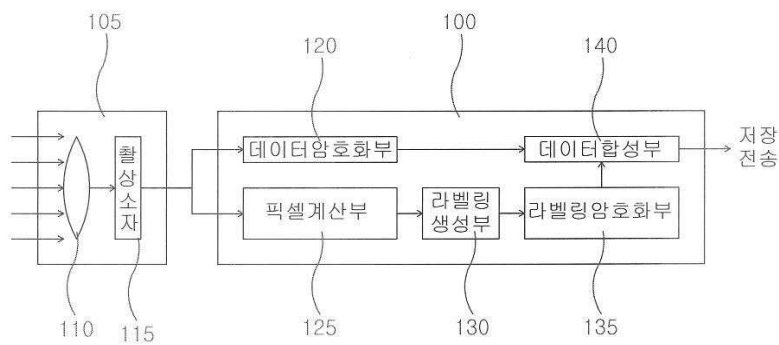 105
120
100
140
촬상소자
데이터암호화부
데이터합성부
저장
전송
픽셀계산부
라벨링
생성부
라벨링암호화부
110
115
125
130
135